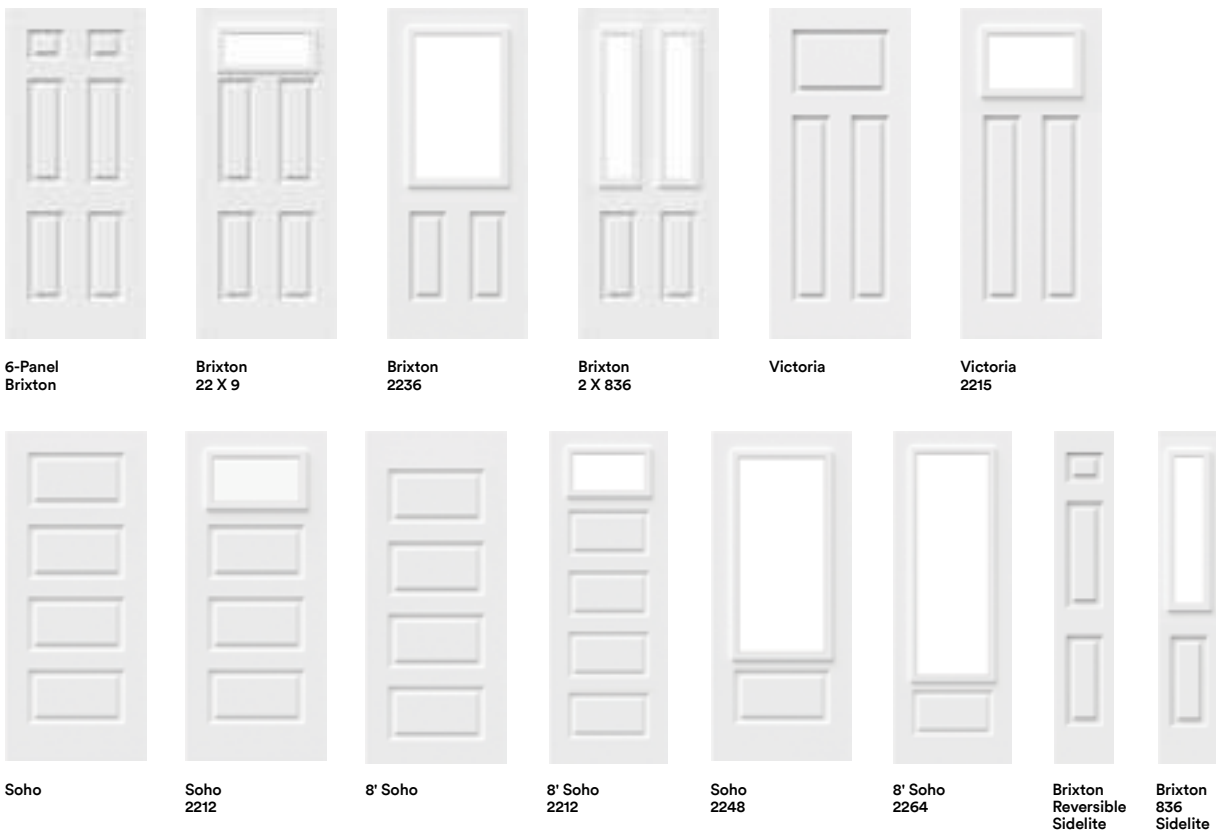 6-Panel
Brixton
Brixton
22 X 9
Brixton
2236
Brixton
2 X 836
Victoria
Victoria
2215
Soho
Soho
2212
8' Soho
8' Soho
2212
Soho
2248
8' Soho
2264
Brixton
Reversible
Sidelite
Brixton
836
Sidelite